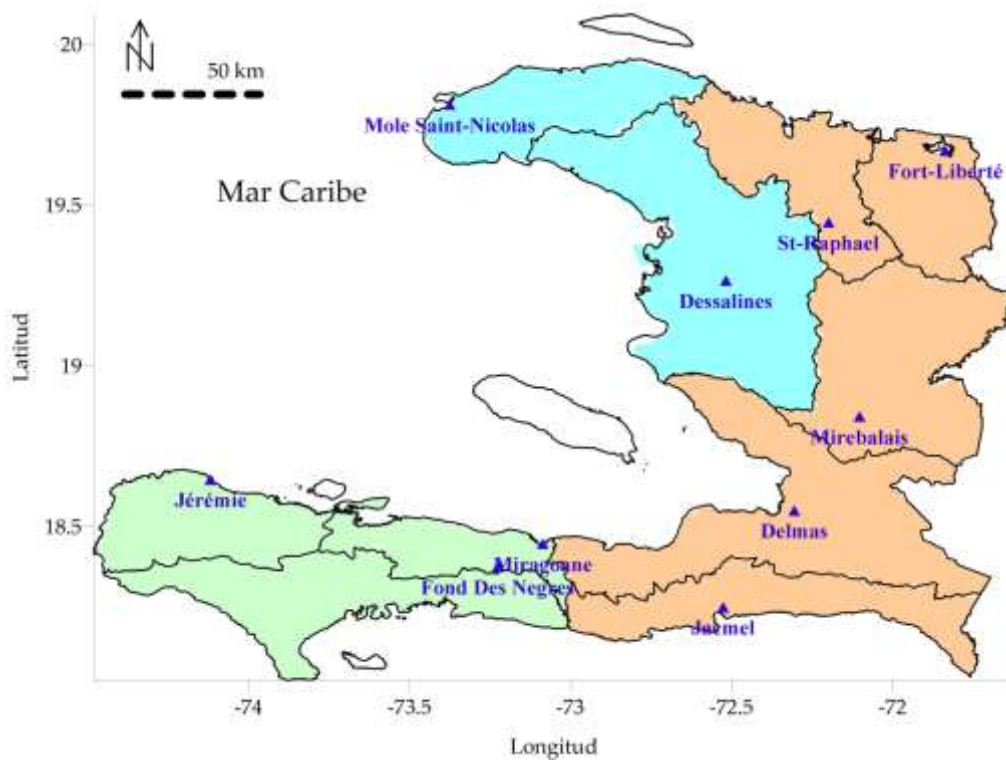 20
N
50 km
Mole Saint-Nicolas
Fort-Liberté
Mar Caribe
19.5
St-Raphael
Dessalines
Latitud
19
Mirebalais
Jérémie
18.5
Delmas
Miragoane
Fond Des Negres
Jacmel
-74
-73.5
-73
-72.5
-72
Longitud